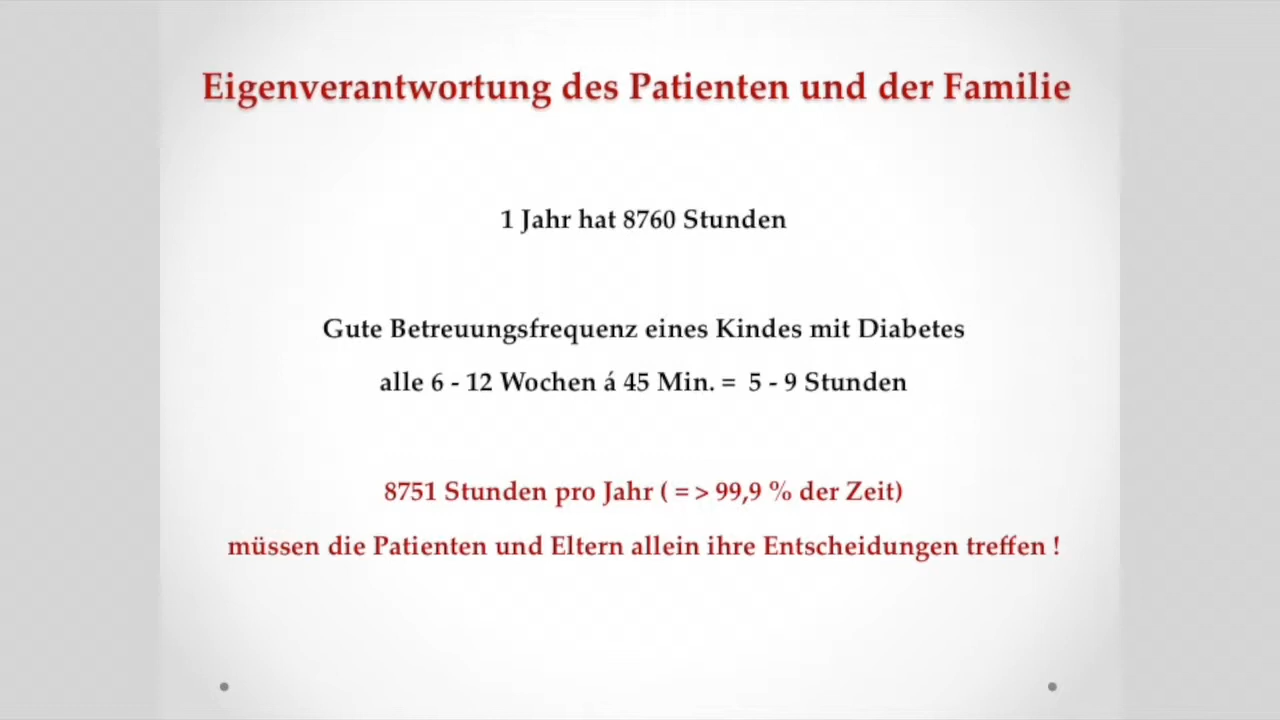 Eigenverantwortung des Patienten und der Familie
1 Jahr hat 8760 Stunden
Gute Betreuungsfrequenz eines Kindes mit Diabetes
alle 6 - 12 Wochen á 45 Min. = 5 - 9 Stunden
8751 Stunden pro Jahr ( = > 99,9 % der Zeit)
müssen die Patienten und Eltern allein ihre Entscheidungen treffen !